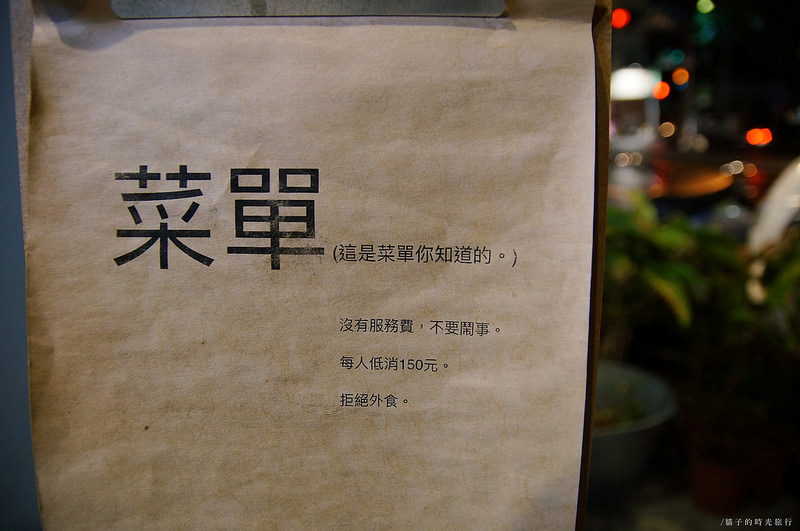 菜單(這是菜單你知道的。)
沒有服務費，不要鬧事。
每人低消150元。
拒絕外食。
/貓子的時光旅行